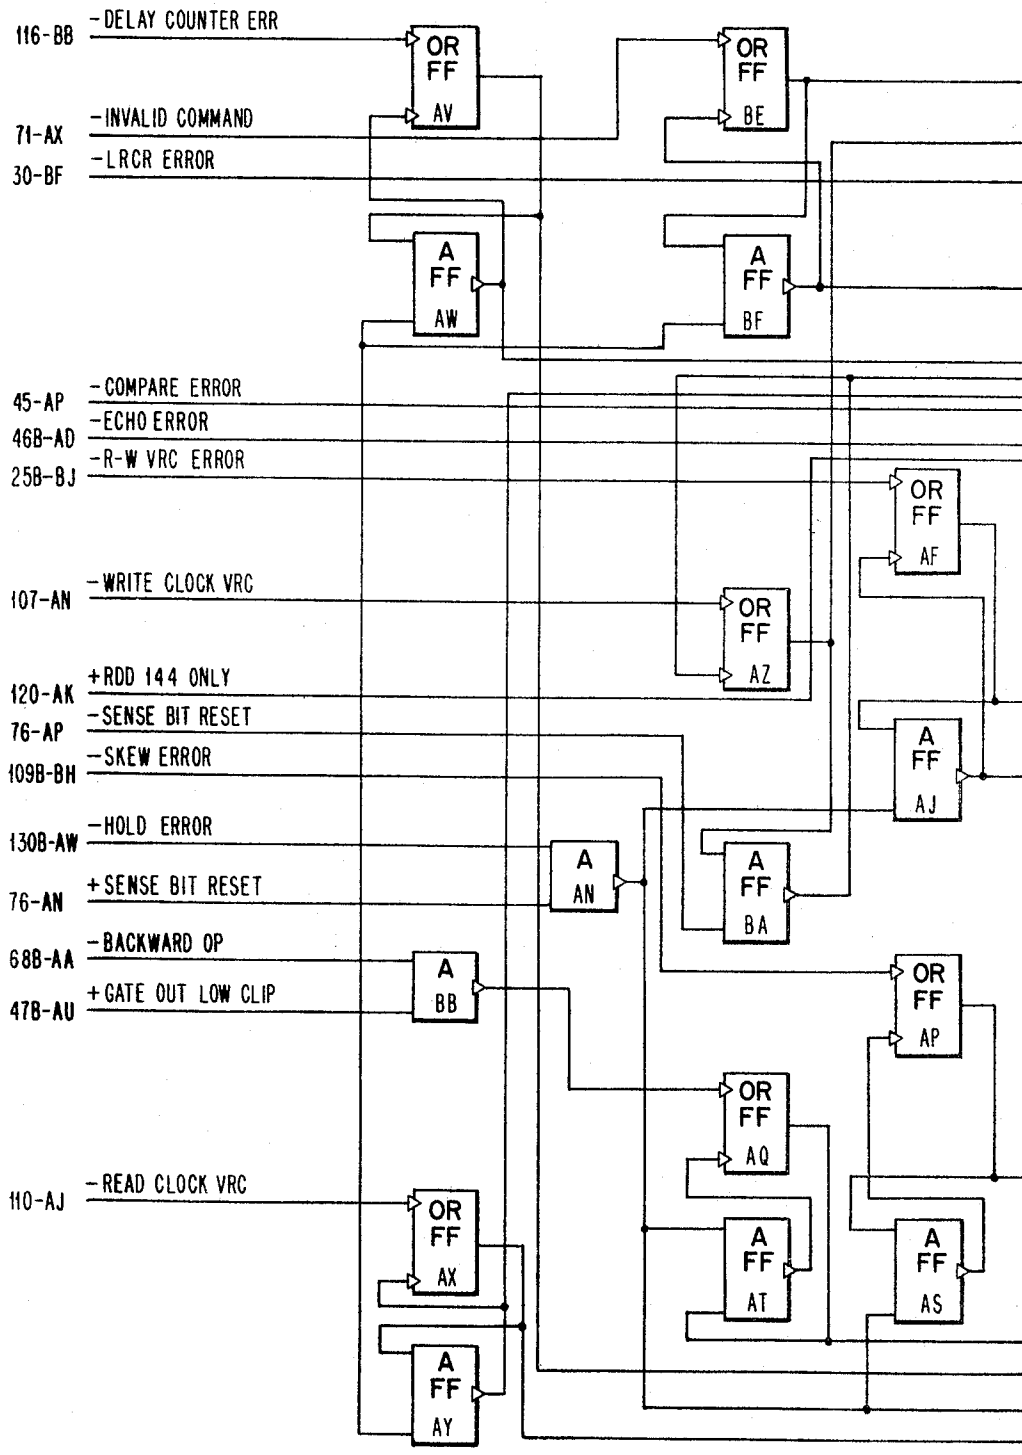 -DELAY COUNTER ERR
116-BB
OR
FF
AV
OR
FF
BE
-INVALID COMMAND
71-AX
-LRCR ERROR
30-BF
A
FF
AW
A
FF
BF
-COMPARE ERROR
45-AP
-ECHO ERROR
46B-AD
-R-W VRC ERROR
25B-BJ
OR
FF
AF
-WRITE CLOCK VRC
107-AN
OR
FF
AZ
+RDD 144 ONLY
120-AK
-SENSE BIT RESET
76-AP
-SKEW ERROR
109B-BH
A
FF
AJ
-HOLD ERROR
130B-AW
A
AN
A
FF
BA
+SENSE BIT RESET
76-AN
-BACKWARD OP
68B-AA
A
BB
+GATE OUT LOW CLIP
47B-AU
OR
FF
AP
OR
FF
AQ
-READ CLOCK VRC
110-AJ
OR
FF
AX
A
FF
AT
A
FF
AS
A
FF
AY